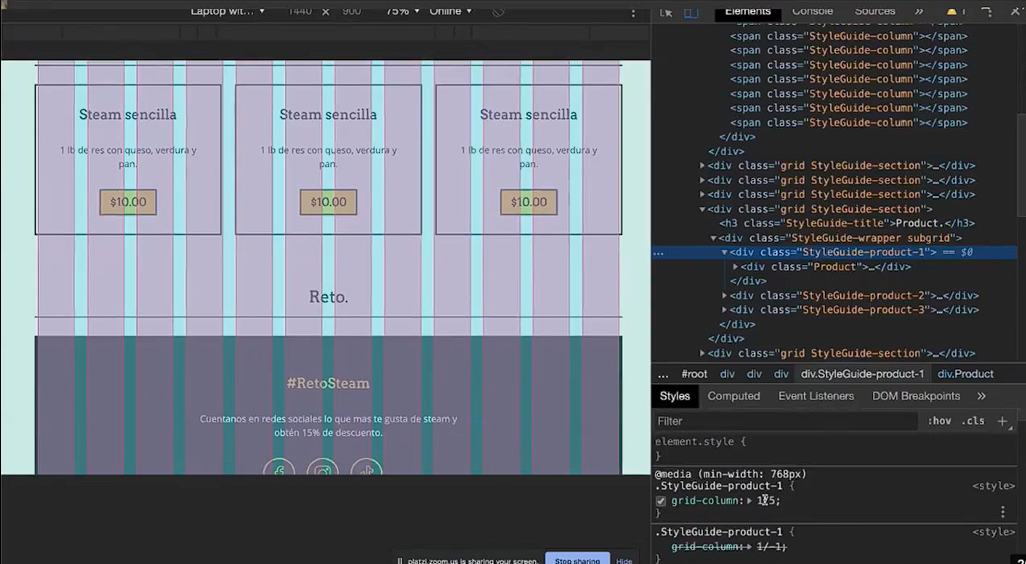 Laptop wit... 1440 × 900 75% Online
Steam sencilla
1 lb de res con queso, verdura y
pan.
$10.00
Steam sencilla
1 lb de res con queso, verdura y
pan.
$10.00
Steam sencilla
1 lb de res con queso, verdura y
pan.
$10.00
Reto.
#RetoSteam
Cuentanos en redes sociales lo que mas te gusta de steam y
obtén 15% de descuento.
platzi.zoom.us is sharing your screen. Stop sharing Hide
Elements Console Sources » 1
<span class="StyleGuide-column"></span>
<span class="StyleGuide-column"></span>
<span class="StyleGuide-column"></span>
<span class="StyleGuide-column"></span>
<span class="StyleGuide-column"></span>
<span class="StyleGuide-column"></span>
<span class="StyleGuide-column"></span>
</div>
</div>
<div class="grid StyleGuide-section">…</div>
<div class="grid StyleGuide-section">…</div>
<div class="grid StyleGuide-section">…</div>
<div class="grid StyleGuide-section">
<h3 class="StyleGuide-title">Product.</h3>
<div class="StyleGuide-wrapper subgrid">
… <div class="StyleGuide-product-1"> == $0
<div class="Product">…</div>
</div>
<div class="StyleGuide-product-2">…</div>
<div class="StyleGuide-product-3">…</div>
</div>
</div>
<div class="grid StyleGuide-section">…</div>
… #root div div div div.StyleGuide-product-1 div.Product
Styles Computed Event Listeners DOM Breakpoints »
Filter :hov .cls +
element.style {
}
@media (min-width: 768px)
.StyleGuide-product-1 { <style>
grid-column: 1/5;
}
.StyleGuide-product-1 { <style>
grid-column: 1/-1;
}